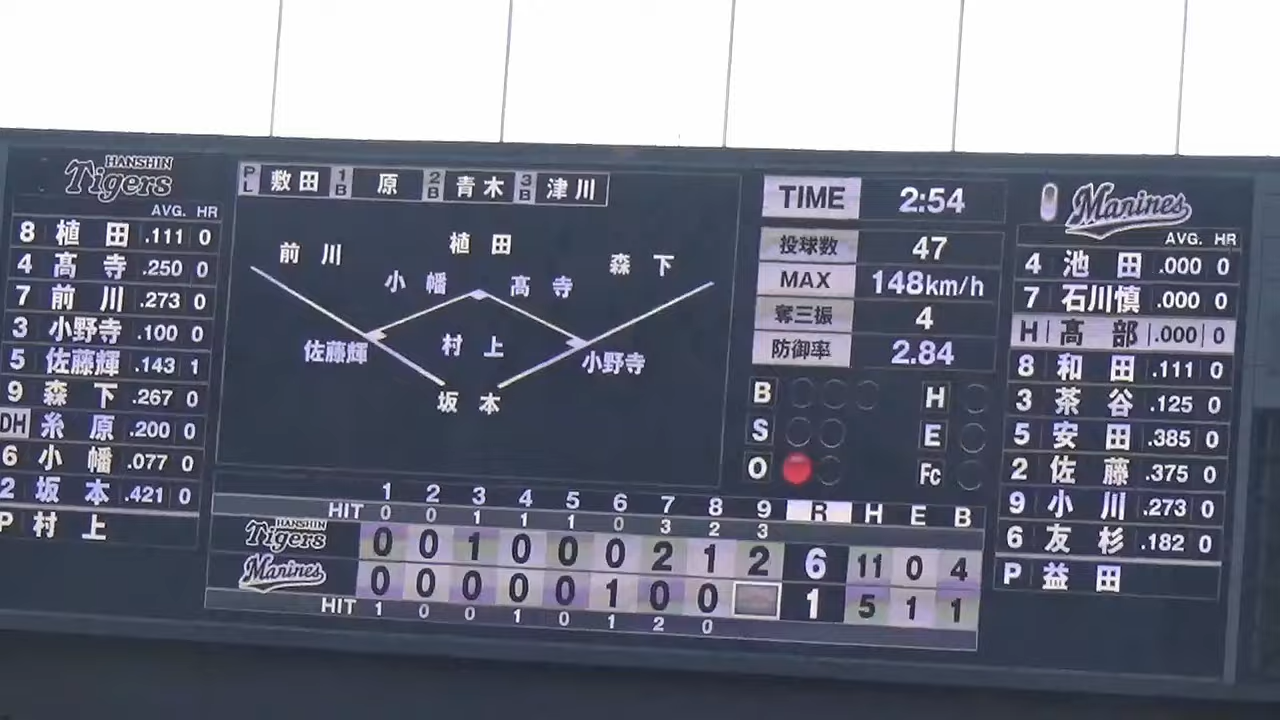 HANSHIN
Tigers
AVG. HR
8 植田 .111 0
4 髙寺 .250 0
7 前川 .273 0
3 小野寺 .100 0
5 佐藤輝 .143 1
9 森下 .267 0
DH 糸原 .200 0
6 小幡 .077 0
2 坂本 .421 0
P 村上
PL 敷田 1B 原 2B 青木 3B 津川
前川 植田 森下
小幡 髙寺
佐藤輝 村上 小野寺
坂本
TIME 2:54
投球数 47
MAX 148km/h
奪三振 4
防御率 2.84
B H
S E
O Fc
Marines
AVG. HR
4 池田 .000 0
7 石川慎 .000 0
H 髙部 .000 0
8 和田 .111 0
3 茶谷 .125 0
5 安田 .385 0
2 佐藤 .375 0
9 小川 .273 0
6 友杉 .182 0
P 益田
1 2 3 4 5 6 7 8 9 R H E B
HIT 0 0 1 1 1 0 3 2 3
HANSHIN Tigers 0 0 1 0 0 0 2 1 2 6 11 0 4
Marines 0 0 0 0 0 1 0 0 1 5 1 1
HIT 1 0 0 1 0 1 2 0